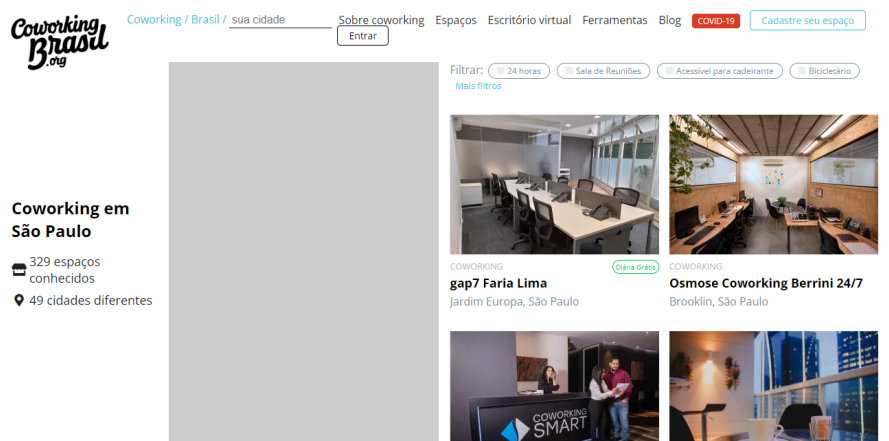 Coworking
Brasil
.org
Coworking / Brasil / sua cidade
Sobre coworking Espaços Escritório virtual Ferramentas Blog COVID-19 Cadastre seu espaço
Entrar
Filtrar: 24 horas Sala de Reuniões Acessível para cadeirante Bicicletário
Mais filtros
Coworking em
São Paulo
329 espaços
conhecidos
49 cidades diferentes
COWORKING Diária Grátis
gap7 Faria Lima
Jardim Europa, São Paulo
COWORKING
Osmose Coworking Berrini 24/7
Brooklin, São Paulo
COWORKING
SMART